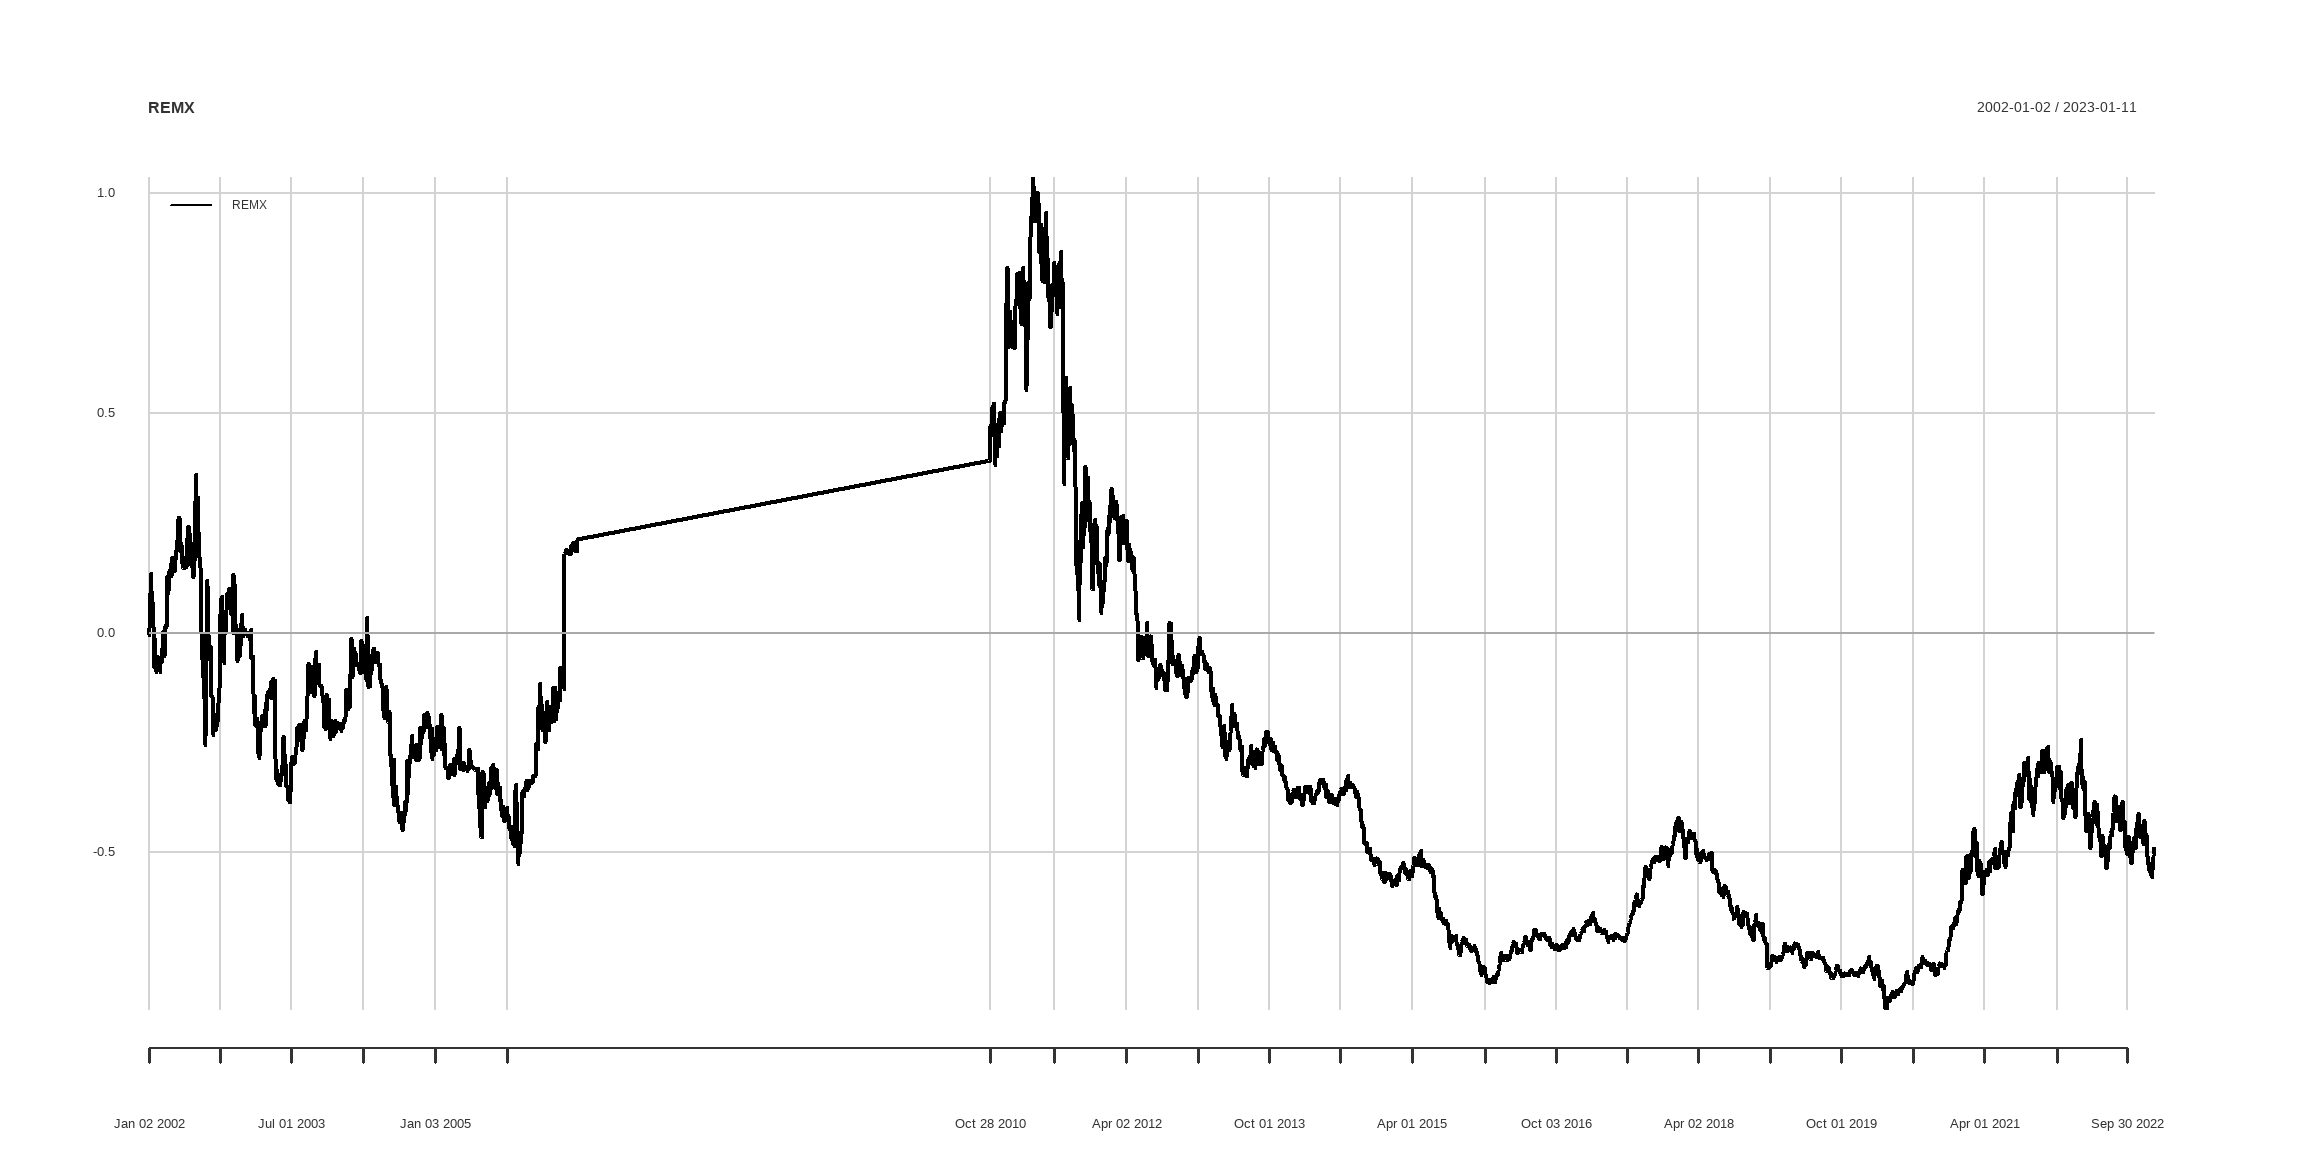 REMX
2002-01-02 / 2023-01-11
1.0
REMX
0.5
0.0
-0.5
Jan 02 2002
Jul 01 2003
Jan 03 2005
Oct 28 2010
Apr 02 2012
Oct 01 2013
Apr 01 2015
Oct 03 2016
Apr 02 2018
Oct 01 2019
Apr 01 2021
Sep 30 2022